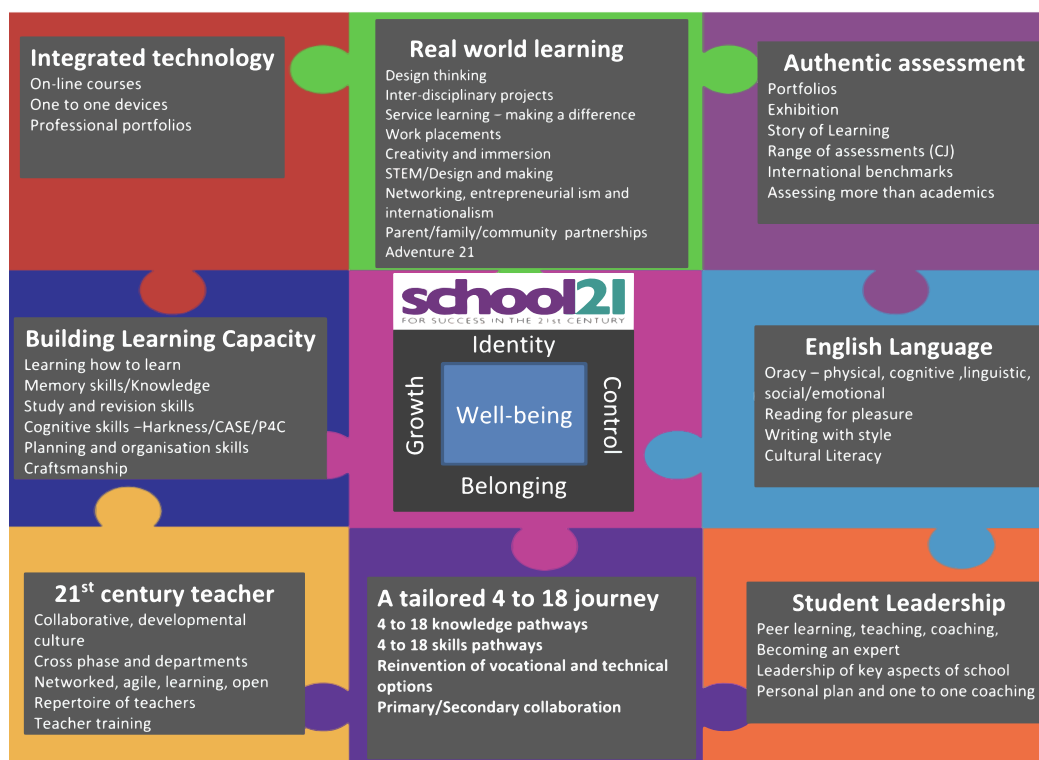 Integrated technology
On-line courses
One to one devices
Professional portfolios
Real world learning
Design thinking
Inter-disciplinary projects
Service learning – making a difference
Work placements
Creativity and immersion
STEM/Design and making
Networking, entrepreneurial ism and
internationalism
Parent/family/community partnerships
Adventure 21
Authentic assessment
Portfolios
Exhibition
Story of Learning
Range of assessments (CJ)
International benchmarks
Assessing more than academics
Building Learning Capacity
Learning how to learn
Memory skills/Knowledge
Study and revision skills
Cognitive skills –Harkness/CASE/P4C
Planning and organisation skills
Craftsmanship
school21
FOR SUCCESS IN THE 21st CENTURY
Identity
Growth
Well-being
Control
Belonging
English Language
Oracy – physical, cognitive ,linguistic,
social/emotional
Reading for pleasure
Writing with style
Cultural Literacy
21st century teacher
Collaborative, developmental
culture
Cross phase and departments
Networked, agile, learning, open
Repertoire of teachers
Teacher training
A tailored 4 to 18 journey
4 to 18 knowledge pathways
4 to 18 skills pathways
Reinvention of vocational and technical
options
Primary/Secondary collaboration
Student Leadership
Peer learning, teaching, coaching,
Becoming an expert
Leadership of key aspects of school
Personal plan and one to one coaching